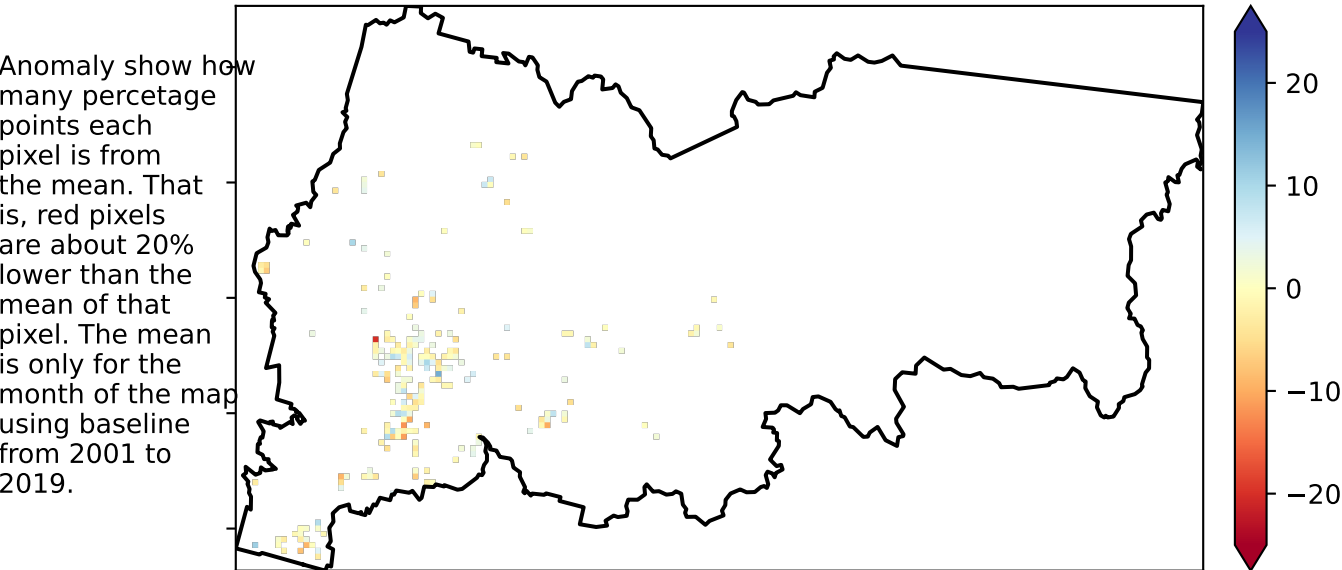 Anomaly show how
many percetage
points each
pixel is from
the mean. That
is, red pixels
are about 20%
lower than the
mean of that
pixel. The mean
is only for the
month of the map
using baseline
from 2001 to
2019.
20
10
0
−10
−20